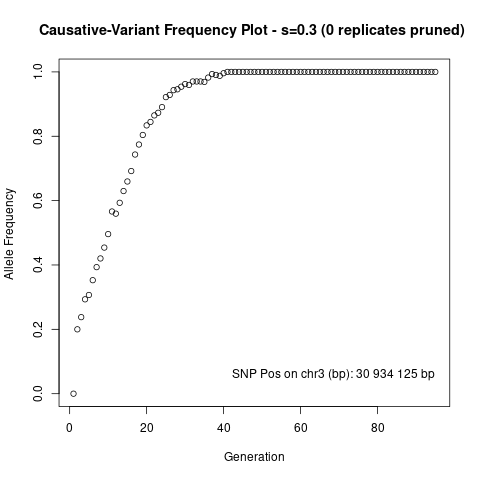 Causative-Variant Frequency Plot - s=0.3 (0 replicates pruned)
Allele Frequency
1.0
0.8
0.6
0.4
0.2
0.0
SNP Pos on chr3 (bp): 30 934 125 bp
0 20 40 60 80
Generation